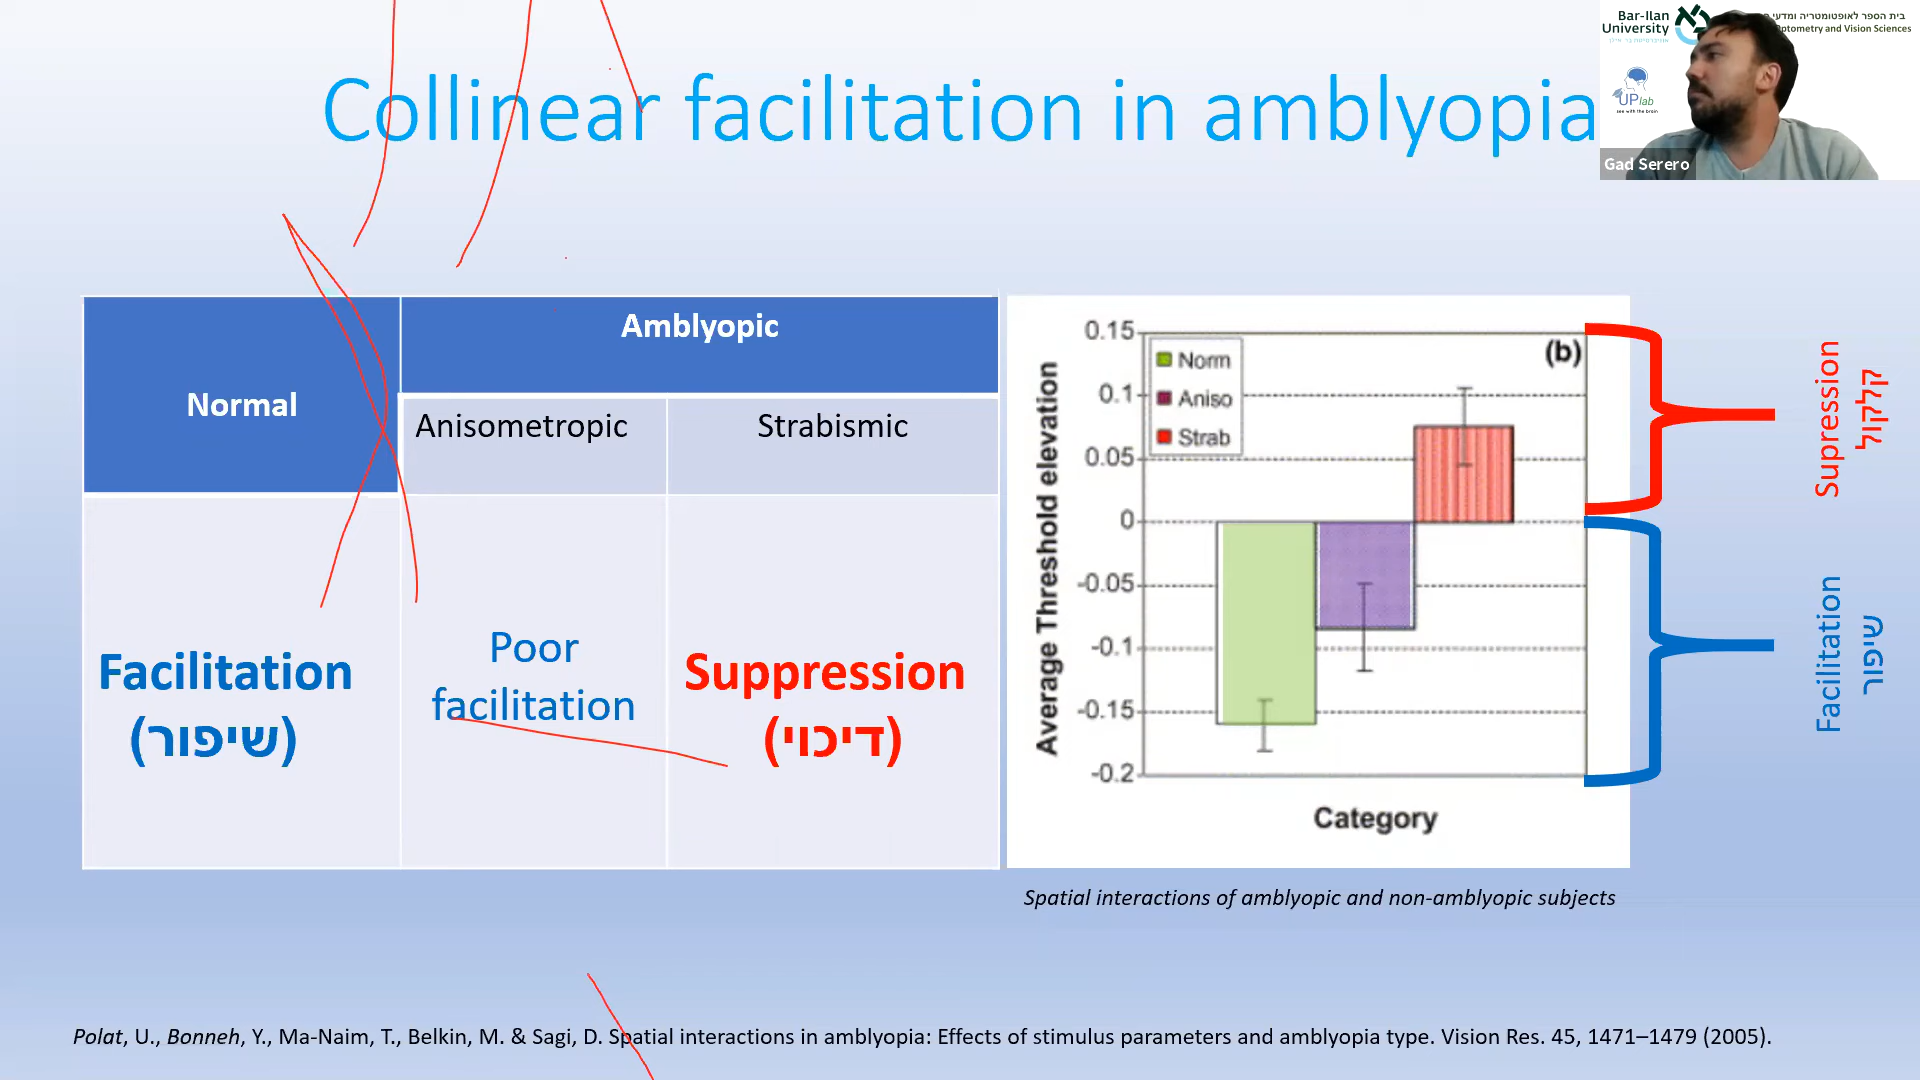 Bar-Ilan
University
בית הספר לאופטומטריה ומדעי
Optometry and Vision Sciences
UPlab
see with the brain
Gad Serero
Collinear facilitation in amblyopia
Normal
Amblyopic
Anisometropic
Strabismic
Facilitation
(שיפור)
Poor
facilitation
Suppression
(דיכוי)
(b)
Norm
Aniso
Strab
Average Threshold elevation
0.15
0.1
0.05
0
-0.05
-0.1
-0.15
-0.2
Category
Supression
קלקול
Facilitation
שיפור
Spatial interactions of amblyopic and non-amblyopic subjects
Polat, U., Bonneh, Y., Ma-Naim, T., Belkin, M. & Sagi, D. Spatial interactions in amblyopia: Effects of stimulus parameters and amblyopia type. Vision Res. 45, 1471–1479 (2005).